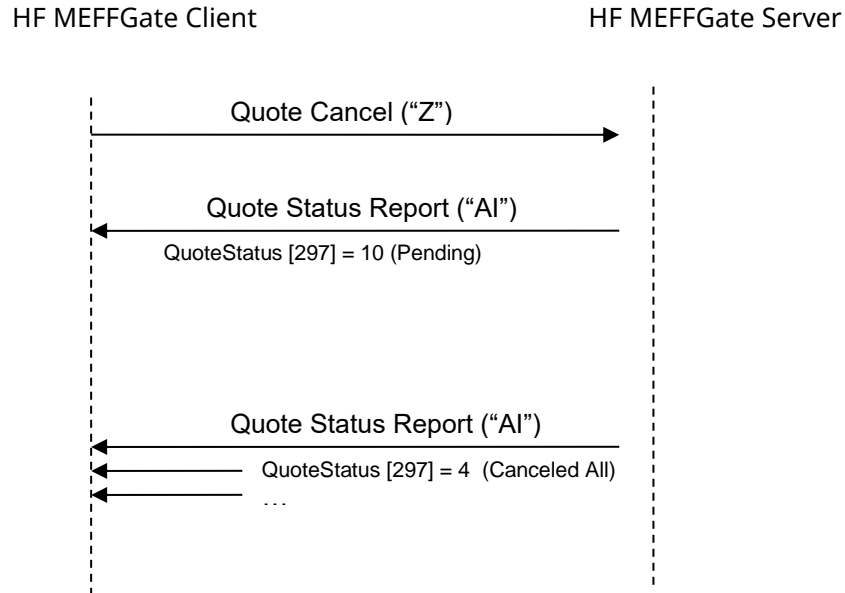 HF MEFFGate Client HF MEFFGate Server
Quote Cancel (“Z”)
Quote Status Report (“AI”)
QuoteStatus [297] = 10 (Pending)
Quote Status Report (“AI”)
QuoteStatus [297] = 4 (Canceled All)
…